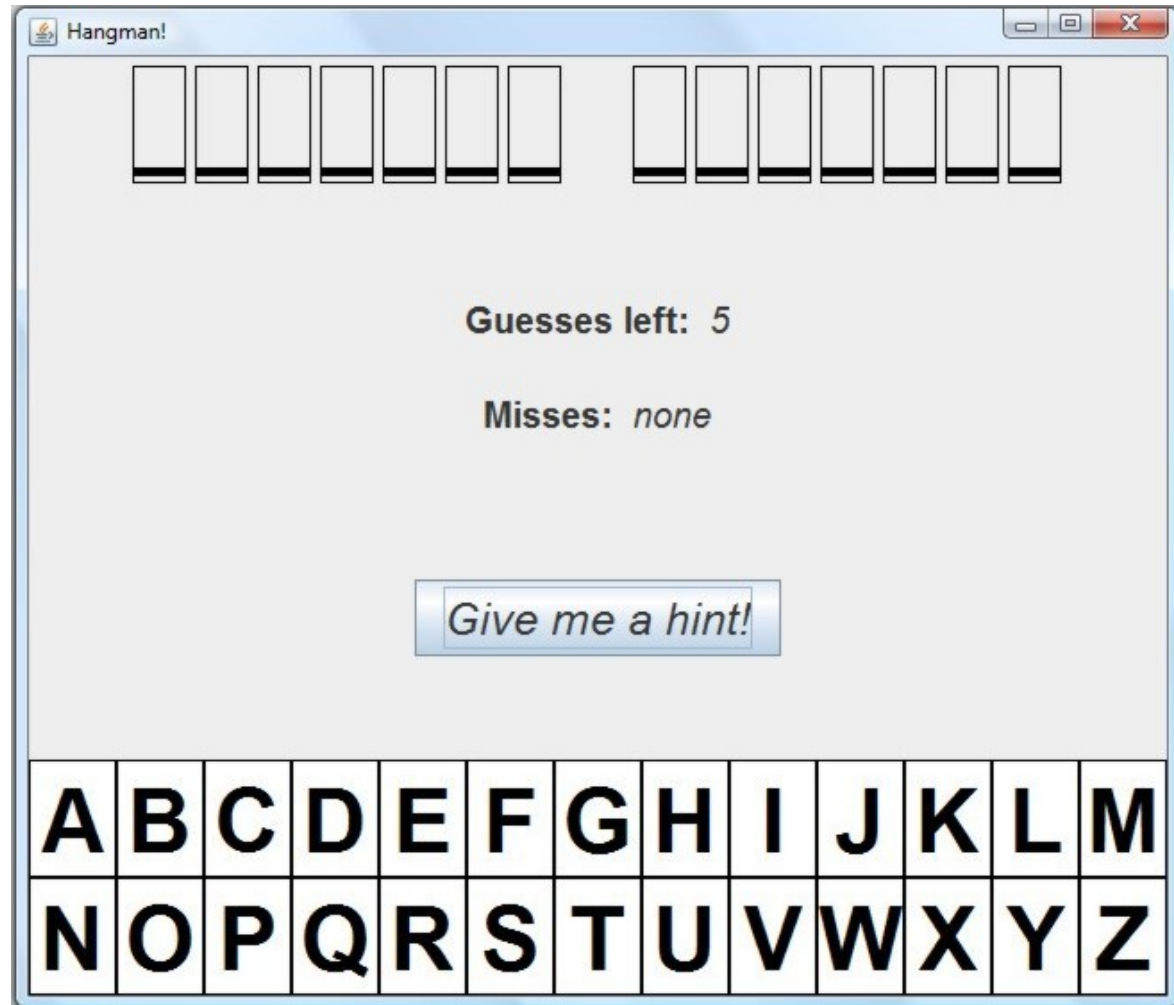 Hangman!
Guesses left: 5
Misses: none
Give me a hint!
A B C D E F G H I J K L M
N O P Q R S T U V W X Y Z